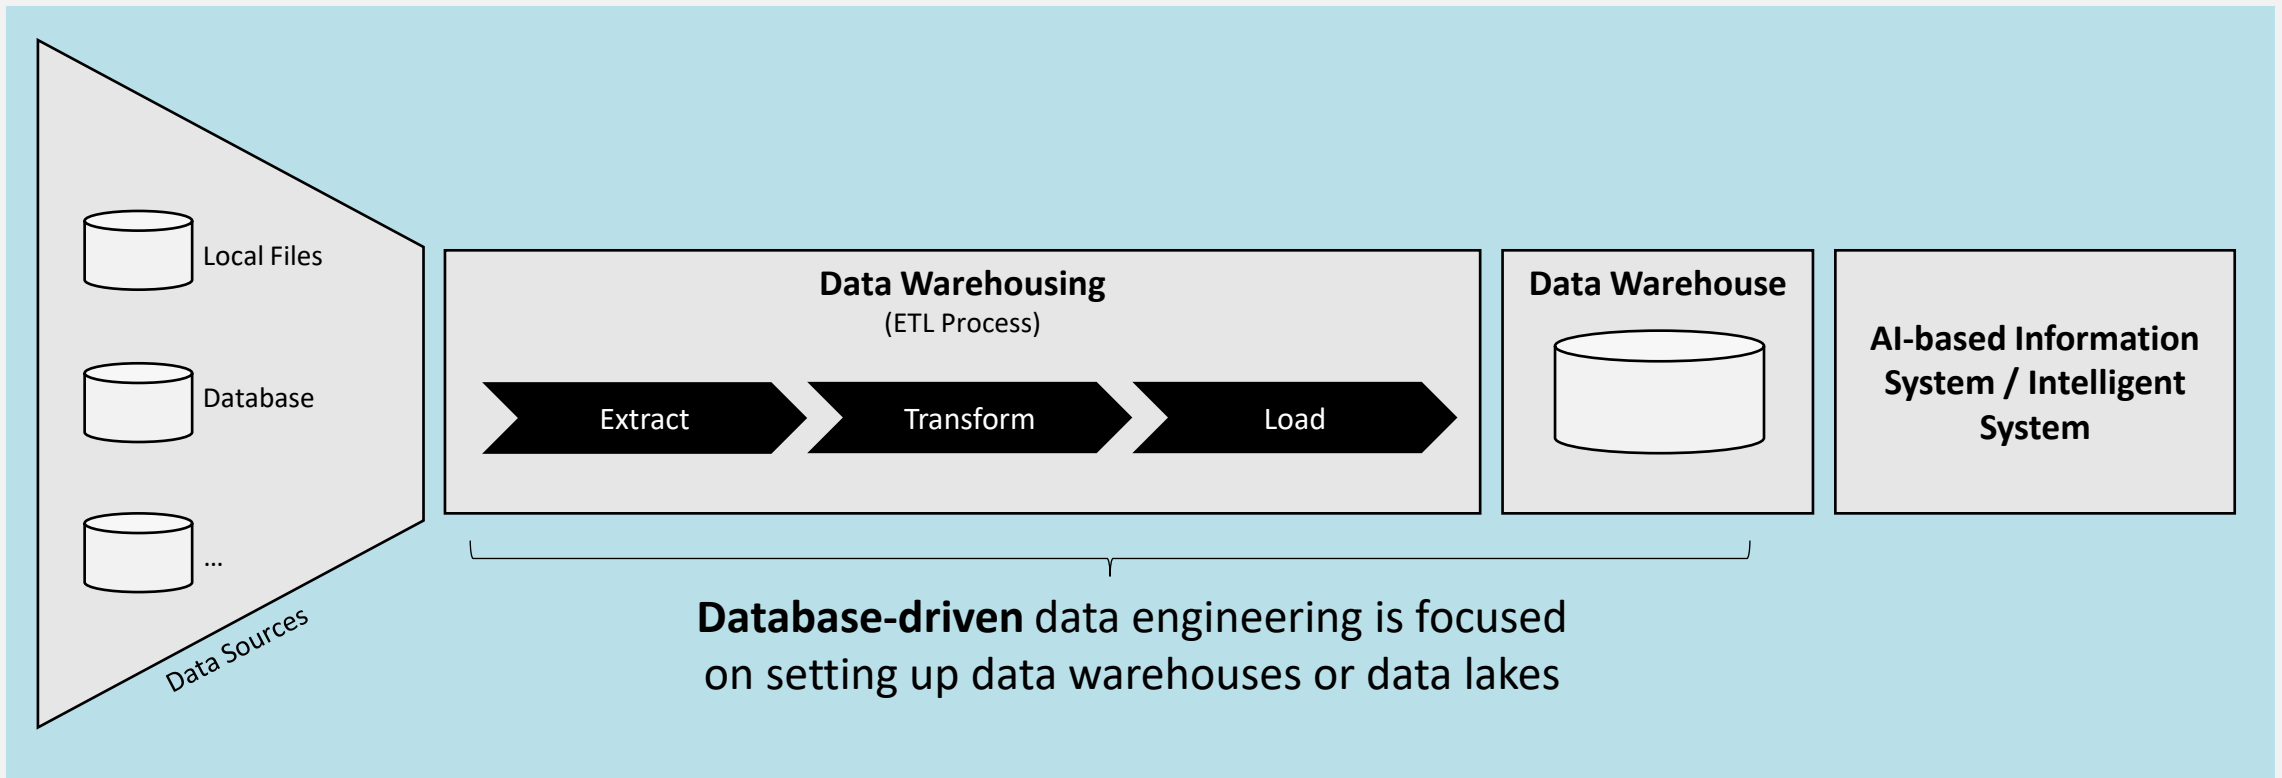 Local Files
Database
...
Data Sources
Data Warehousing
(ETL Process)
Extract
Transform
Load
Data Warehouse
AI-based Information
System / Intelligent
System
Database-driven data engineering is focused
on setting up data warehouses or data lakes